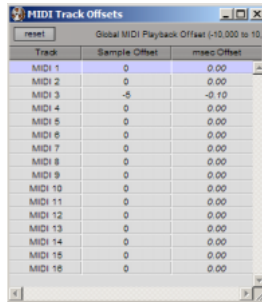 MIDI Track Offsets
reset Global MIDI Playback Offset (-10,000 to 10,
Track Sample Offset msec Offset
MIDI 1 0 0.00
MIDI 2 0 0.00
MIDI 3 -5 -0.10
MIDI 4 0 0.00
MIDI 5 0 0.00
MIDI 6 0 0.00
MIDI 7 0 0.00
MIDI 8 0 0.00
MIDI 9 0 0.00
MIDI 10 0 0.00
MIDI 11 0 0.00
MIDI 12 0 0.00
MIDI 13 0 0.00
MIDI 14 0 0.00
MIDI 15 0 0.00
MIDI 16 0 0.00